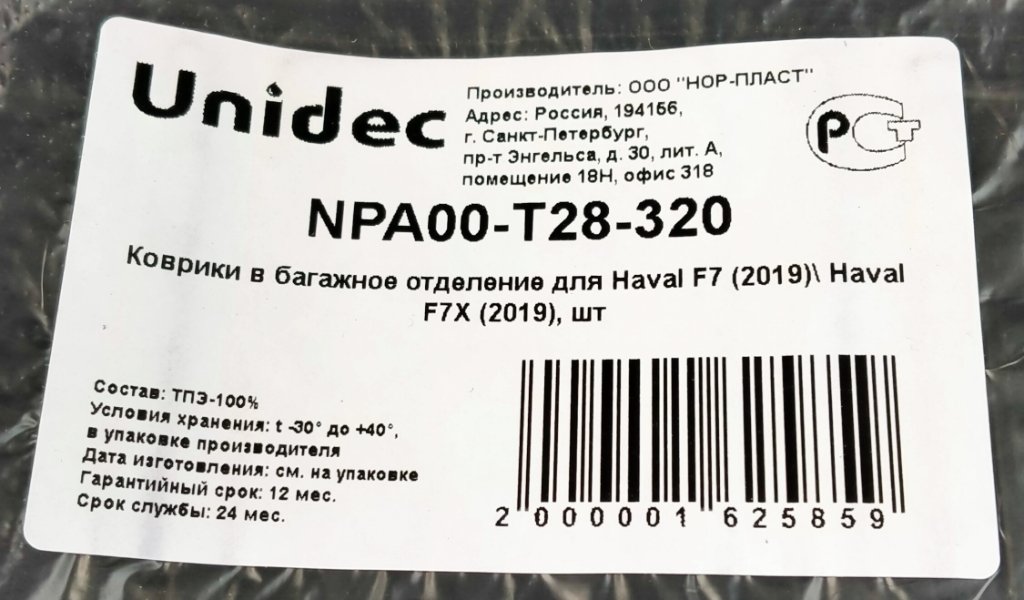 Unidec
Производитель: ООО "НОР-ПЛАСТ"
Адрес: Россия, 194156,
г. Санкт-Петербург,
пр-т Энгельса, д. 30, лит. А,
помещение 18Н, офис 318
РСТ
NPA00-T28-320
Коврики в багажное отделение для Haval F7 (2019)\ Haval
F7X (2019), шт
Состав: ТПЭ-100%
Условия хранения: t -30° до +40°,
в упаковке производителя
Дата изготовления: см. на упаковке
Гарантийный срок: 12 мес.
Срок службы: 24 мес.
2 000001 625859